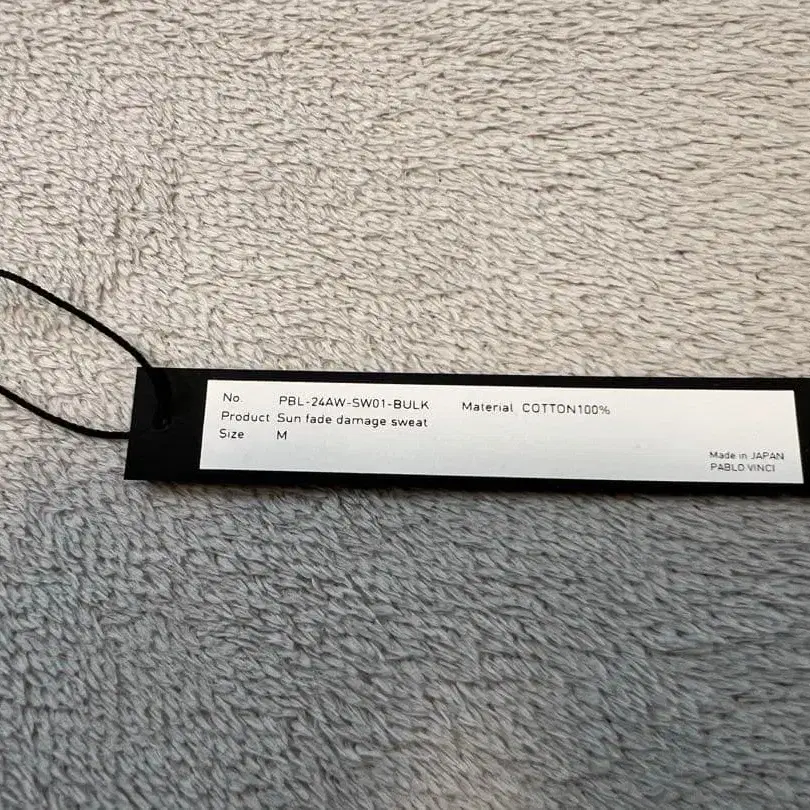 No. PBL-24AW-SW01-BULK Material COTTON100%
Product Sun fade damage sweat
Size M
Made in JAPAN
PABLO VINCI